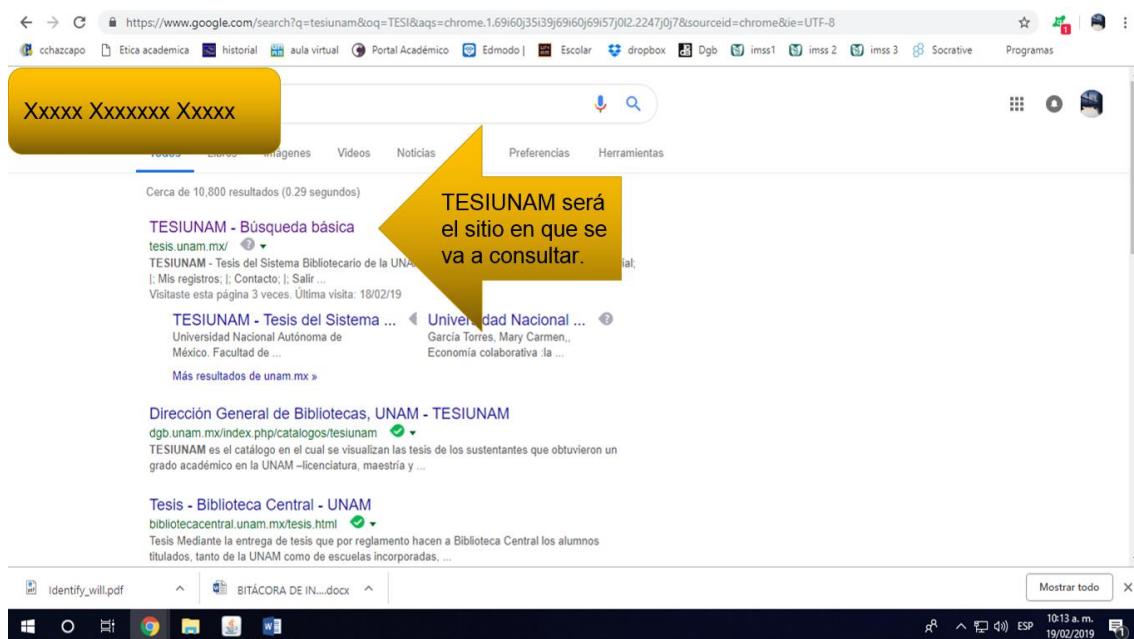 https://www.google.com/search?q=tesiunam&oq=TESI&aqs=chrome.1.69i60j35i39j69i60j69i57j0l2.2247j0j7&sourceid=chrome&ie=UTF-8
cchazcapo Etica academica historial aula virtual Portal Académico Edmodo | Escolar dropbox Dgb imss1 imss 2 imss 3 Socrative Programas
Xxxxx Xxxxxxx Xxxxx
Imágenes Videos Noticias Preferencias Herramientas
Cerca de 10,800 resultados (0.29 segundos)
TESIUNAM - Búsqueda básica
tesis.unam.mx/
TESIUNAM - Tesis del Sistema Bibliotecario de la
|; Mis registros; |; Contacto; |; Salir ...
Visitaste esta página 3 veces. Última visita: 18/02/19
TESIUNAM será
el sitio en que se
va a consultar.
TESIUNAM - Tesis del Sistema ...
Universidad Nacional Autónoma de
México. Facultad de ...
Universidad Nacional ...
García Torres, Mary Carmen,,
Economía colaborativa :la ...
Más resultados de unam.mx »
Dirección General de Bibliotecas, UNAM - TESIUNAM
dgb.unam.mx/index.php/catalogos/tesiunam
TESIUNAM es el catálogo en el cual se visualizan las tesis de los sustentantes que obtuvieron un
grado académico en la UNAM –licenciatura, maestría y ...
Tesis - Biblioteca Central - UNAM
bibliotecacentral.unam.mx/tesis.html
Tesis Mediante la entrega de tesis que por reglamento hacen a Biblioteca Central los alumnos
titulados, tanto de la UNAM como de escuelas incorporadas, ...
Identify_will.pdf BITÁCORA DE IN....docx Mostrar todo
ESP 10:13 a. m.
19/02/2019